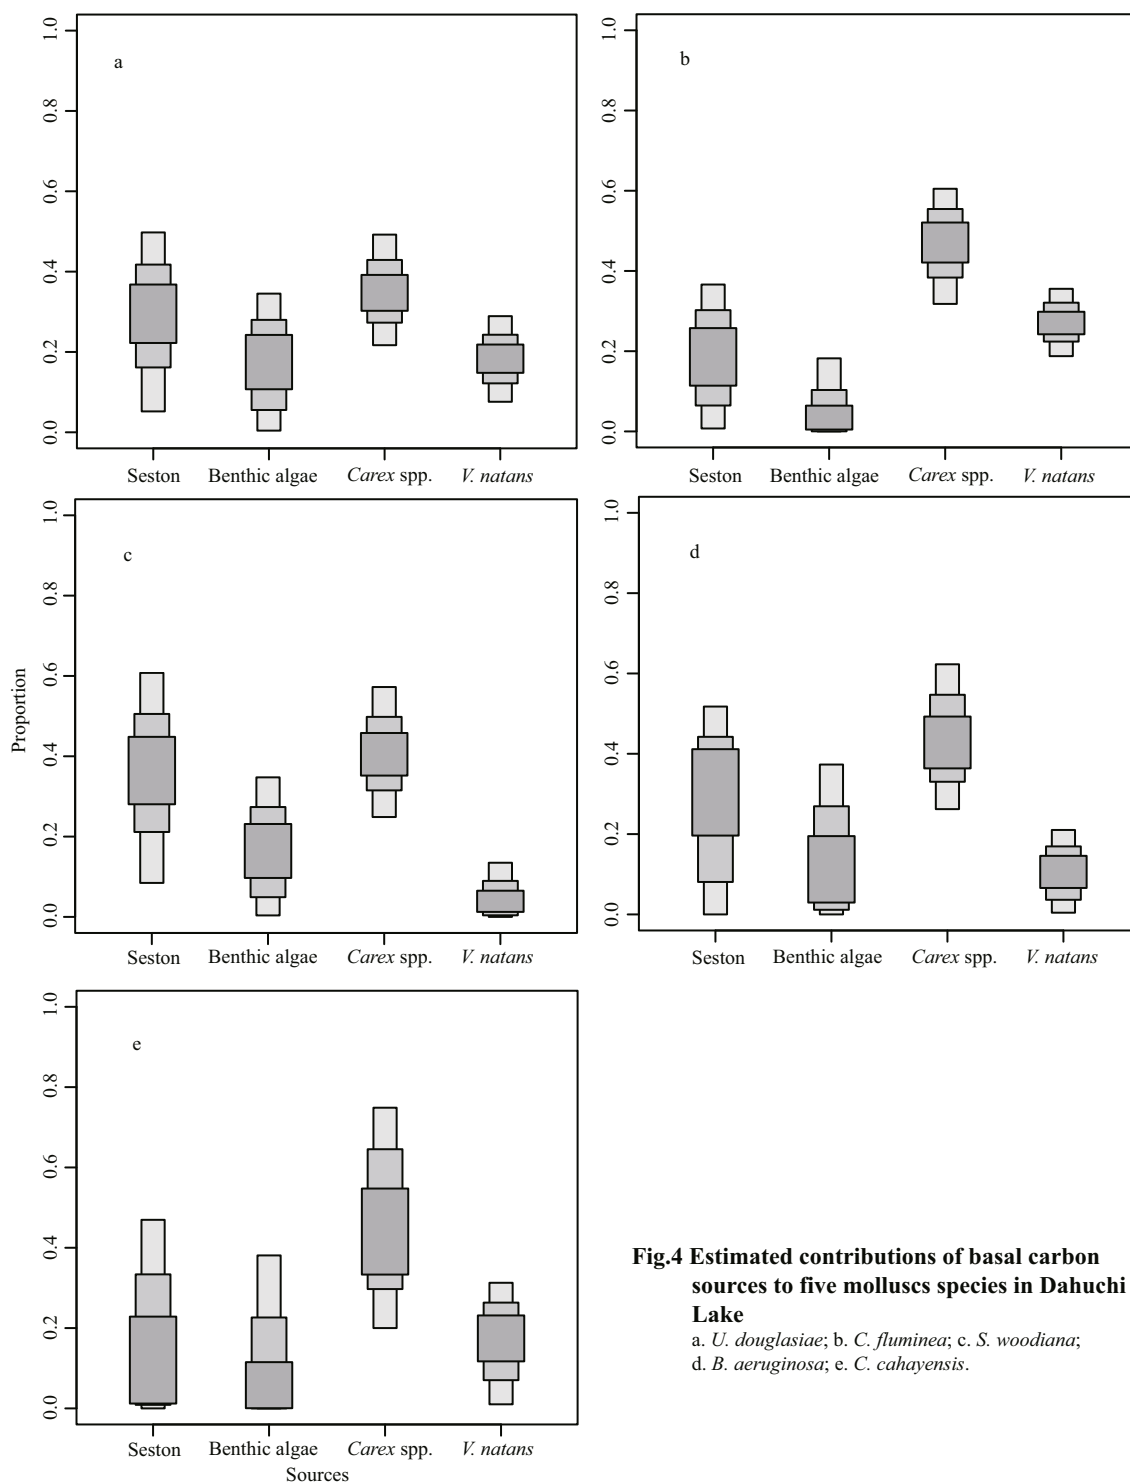 a
1.0
0.8
0.6
0.4
0.2
0.0
Seston Benthic algae Carex spp. V. natans
b
1.0
0.8
0.6
0.4
0.2
0.0
Seston Benthic algae Carex spp. V. natans
c
1.0
0.8
0.6
0.4
0.2
0.0
Proportion
Seston Benthic algae Carex spp. V. natans
d
1.0
0.8
0.6
0.4
0.2
0.0
Seston Benthic algae Carex spp. V. natans
e
1.0
0.8
0.6
0.4
0.2
0.0
Seston Benthic algae Carex spp. V. natans
Sources
Fig.4 Estimated contributions of basal carbon
sources to five molluscs species in Dahuchi
Lake
a. U. douglasiae; b. C. fluminea; c. S. woodiana;
d. B. aeruginosa; e. C. cahayensis.